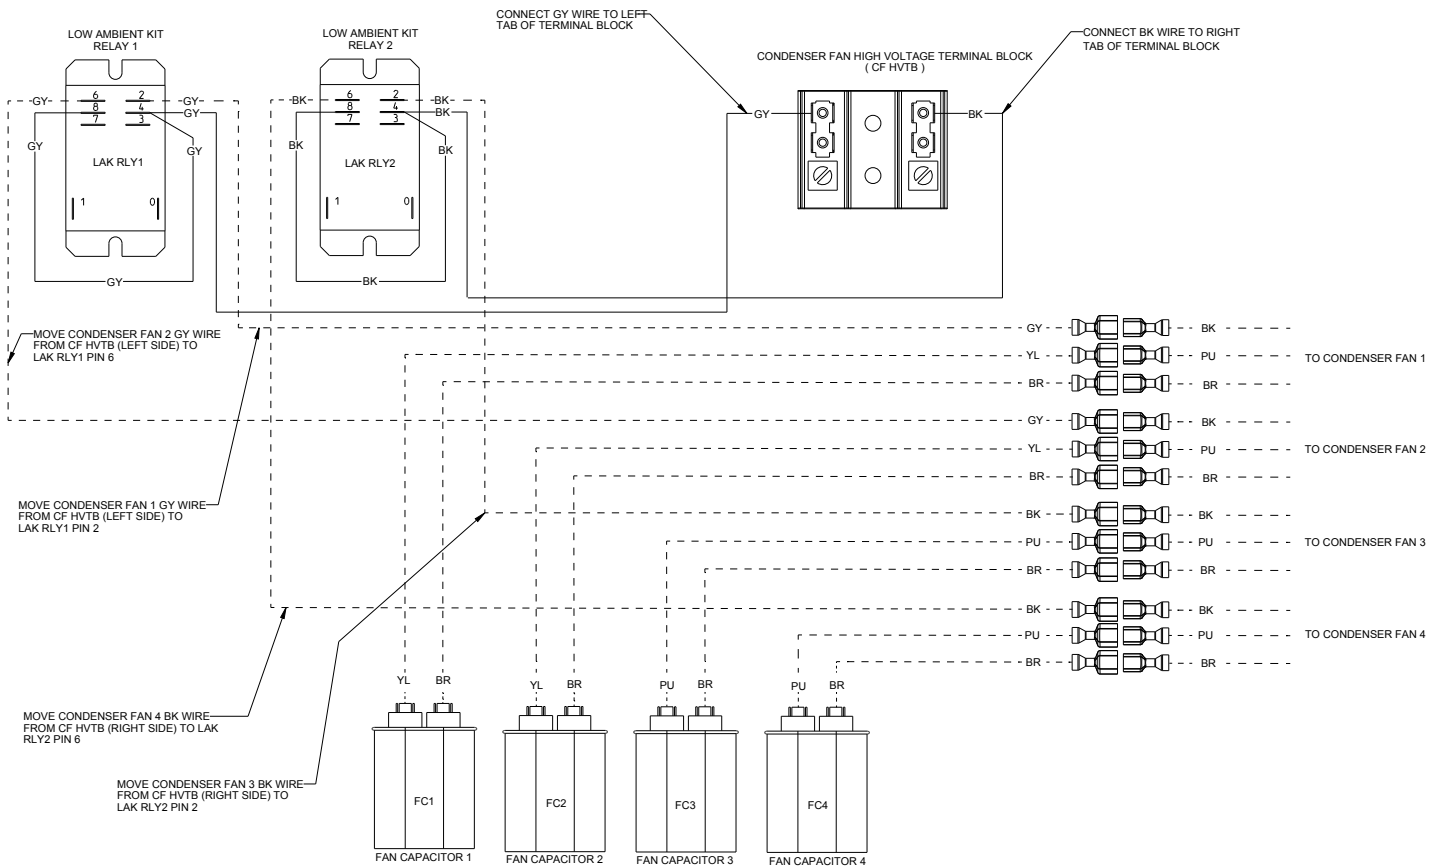 CONNECT GY WIRE TO LEFT
TAB OF TERMINAL BLOCK
LOW AMBIENT KIT
RELAY 1
LOW AMBIENT KIT
RELAY 2
CONNECT BK WIRE TO RIGHT
TAB OF TERMINAL BLOCK
CONDENSER FAN HIGH VOLTAGE TERMINAL BLOCK
( CF HVTB )
GY 6 2 GY
8 4 GY
7 3
GY
GY
LAK RLY1
1 0
GY
BK 6 2 BK
8 4 BK
7 3
BK
BK
LAK RLY2
1 0
BK
GY
BK
MOVE CONDENSER FAN 2 GY WIRE
FROM CF HVTB (LEFT SIDE) TO
LAK RLY1 PIN 6
GY BK
YL PU TO CONDENSER FAN 1
BR BR
GY BK
YL PU TO CONDENSER FAN 2
BR BR
MOVE CONDENSER FAN 1 GY WIRE
FROM CF HVTB (LEFT SIDE) TO
LAK RLY1 PIN 2
BK BK
PU PU TO CONDENSER FAN 3
BR BR
BK BK
PU PU TO CONDENSER FAN 4
BR BR
YL BR YL BR PU BR PU BR
MOVE CONDENSER FAN 4 BK WIRE
FROM CF HVTB (RIGHT SIDE) TO LAK
RLY2 PIN 6
MOVE CONDENSER FAN 3 BK WIRE
FROM CF HVTB (RIGHT SIDE) TO
LAK RLY2 PIN 2
FC1 FC2 FC3 FC4
FAN CAPACITOR 1 FAN CAPACITOR 2 FAN CAPACITOR 3 FAN CAPACITOR 4